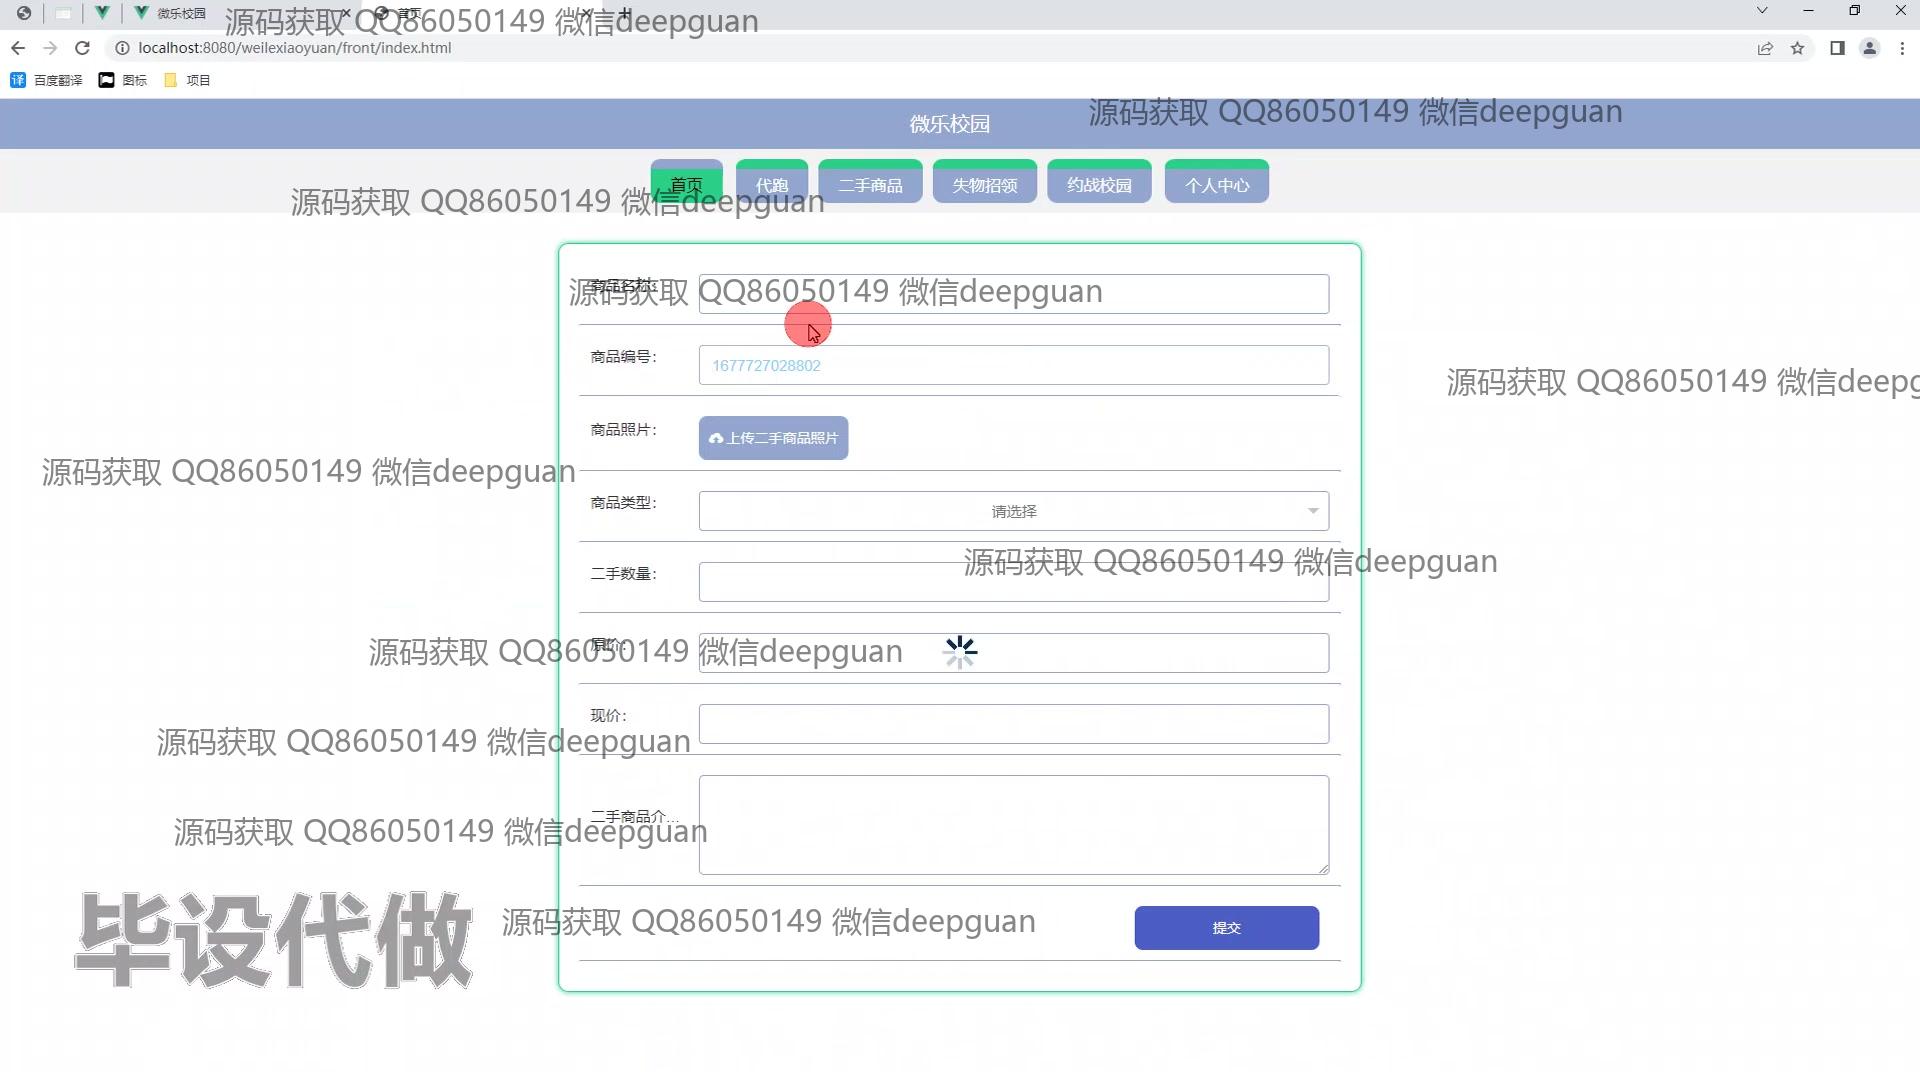 微乐校园
首页
源码获取 QQ86050149 微信deepguan
localhost:8080/weilexiaoyuan/front/index.html
译 百度翻译 图标 项目
微乐校园
源码获取 QQ86050149 微信deepguan
首页 代跑 二手商品 失物招领 约战校园 个人中心
源码获取 QQ86050149 微信deepguan
商品名称:
源码获取 QQ86050149 微信deepguan
商品编号: 1677727028802
源码获取 QQ86050149 微信deepg
商品照片: 上传二手商品照片
源码获取 QQ86050149 微信deepguan
商品类型: 请选择
源码获取 QQ86050149 微信deepguan
二手数量:
原价:
源码获取 QQ86050149 微信deepguan
现价:
源码获取 QQ86050149 微信deepguan
二手商品介...
源码获取 QQ86050149 微信deepguan
毕设代做
源码获取 QQ86050149 微信deepguan
提交